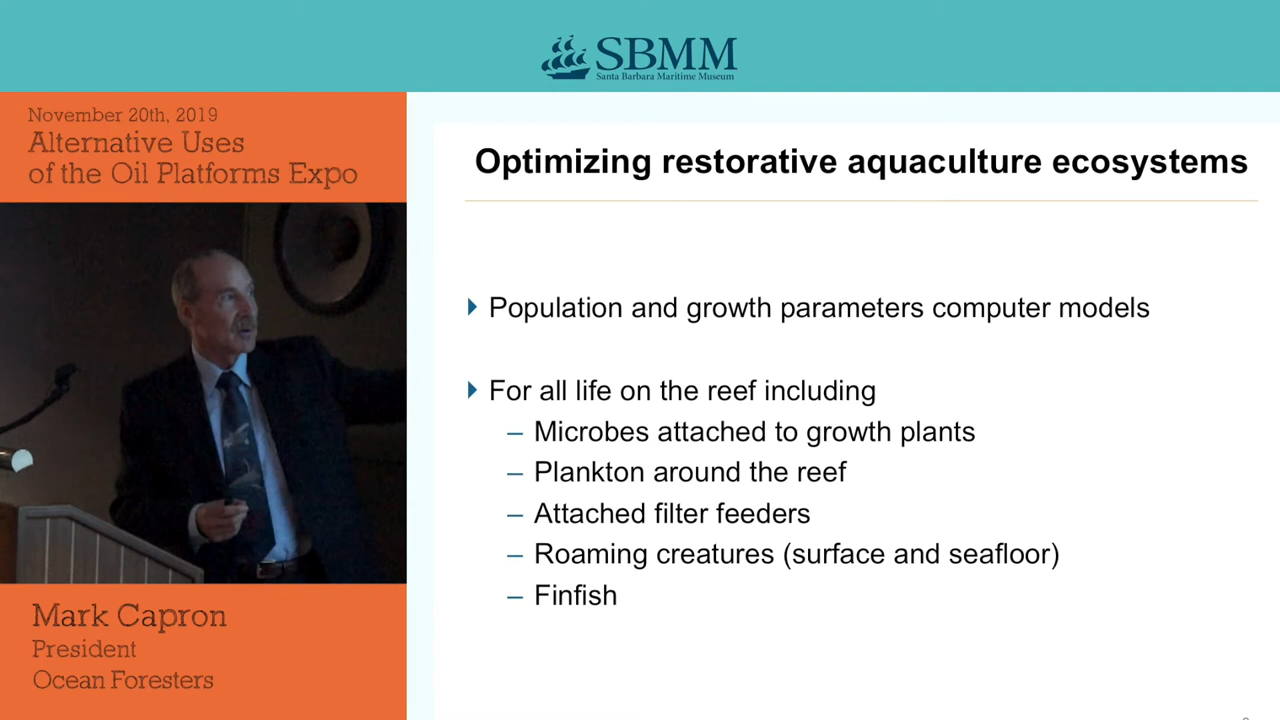 SBMM
Santa Barbara Maritime Museum
November 20th, 2019
Alternative Uses
of the Oil Platforms Expo
Mark Capron
President
Ocean Foresters
Optimizing restorative aquaculture ecosystems
Population and growth parameters computer models
For all life on the reef including
– Microbes attached to growth plants
– Plankton around the reef
– Attached filter feeders
– Roaming creatures (surface and seafloor)
– Finfish